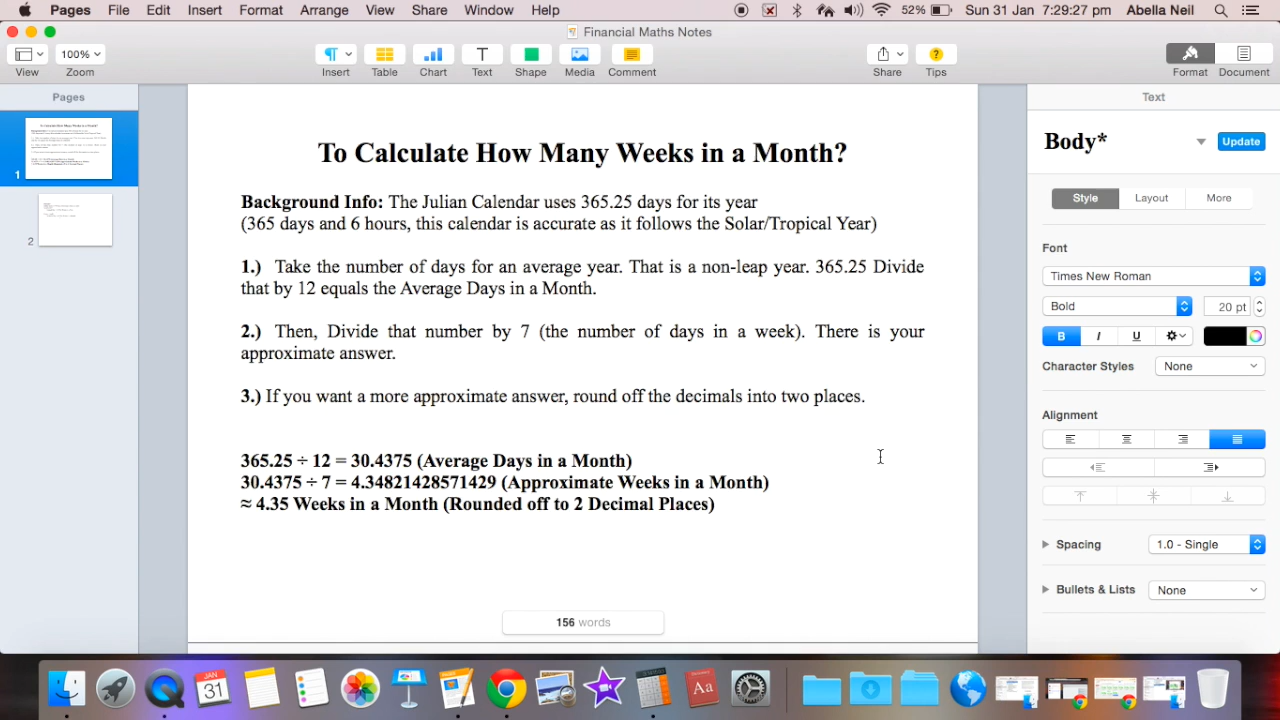 Pages File Edit Insert Format Arrange View Share Window Help 52% Sun 31 Jan 7:29:27 pm Abella Neil
Financial Maths Notes
100%
View Zoom Insert Table Chart Text Shape Media Comment Share Tips Format Document
Pages
1
2
To Calculate How Many Weeks in a Month?
Background Info: The Julian Calendar uses 365.25 days for its year
(365 days and 6 hours, this calendar is accurate as it follows the Solar/Tropical Year)
1.) Take the number of days for an average year. That is a non-leap year. 365.25 Divide
that by 12 equals the Average Days in a Month.
2.) Then, Divide that number by 7 (the number of days in a week). There is your
approximate answer.
3.) If you want a more approximate answer, round off the decimals into two places.
365.25 ÷ 12 = 30.4375 (Average Days in a Month)
30.4375 ÷ 7 = 4.34821428571429 (Approximate Weeks in a Month)
≈ 4.35 Weeks in a Month (Rounded off to 2 Decimal Places)
156 words
Text
Body* Update
Style Layout More
Font
Times New Roman
Bold 20 pt
B I U
Character Styles None
Alignment
Spacing 1.0 - Single
Bullets & Lists None
JAN
31
Aa